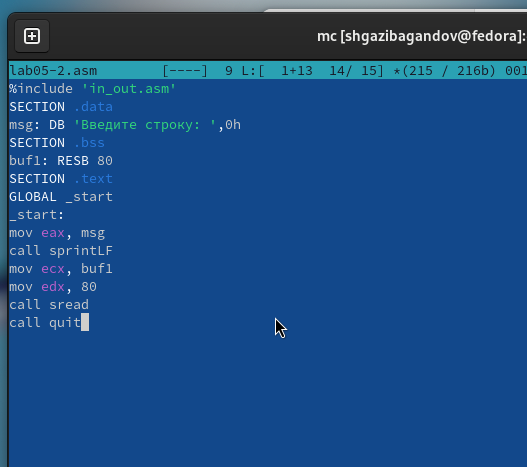 mc [shgazibagandov@fedora]:
lab05-2.asm [----] 9 L:[ 1+13 14/ 15] *(215 / 216b) 001
%include 'in_out.asm'
SECTION .data
msg: DB 'Введите строку: ',0h
SECTION .bss
buf1: RESB 80
SECTION .text
GLOBAL _start
_start:
mov eax, msg
call sprintLF
mov ecx, buf1
mov edx, 80
call sread
call quit